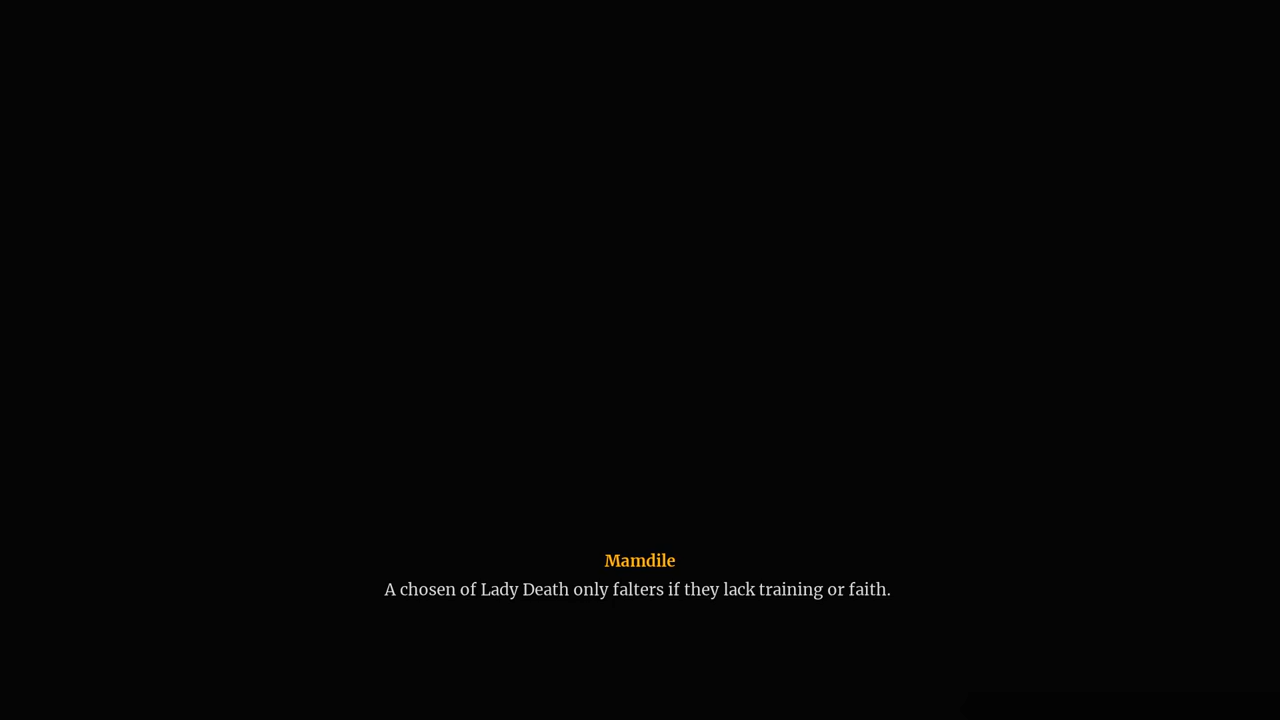 Mamdile
A chosen of Lady Death only falters if they lack training or faith.